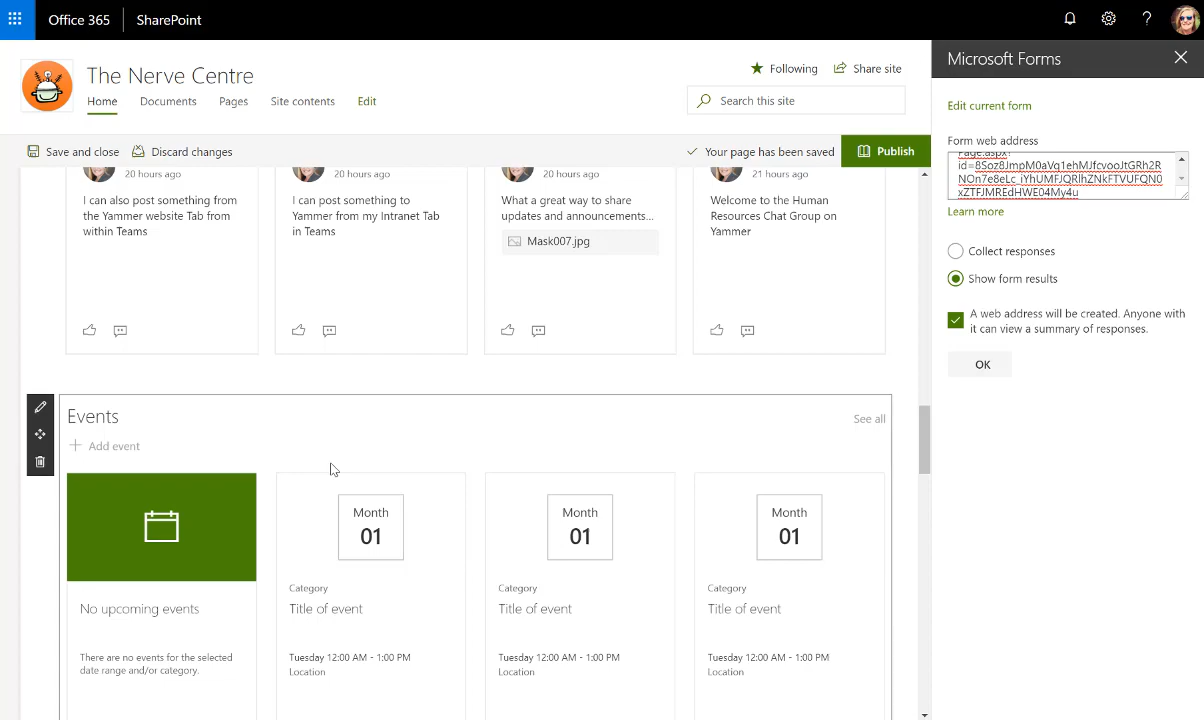 Office 365
SharePoint
?
The Nerve Centre
Home
Documents
Pages
Site contents
Edit
Following
Share site
Search this site
Save and close
Discard changes
Your page has been saved
Publish
20 hours ago
I can also post something from
the Yammer website Tab from
within Teams
20 hours ago
I can post something to
Yammer from my Intranet Tab
in Teams
20 hours ago
What a great way to share
updates and announcements...
Mask007.jpg
21 hours ago
Welcome to the Human
Resources Chat Group on
Yammer
Events
See all
Add event
No upcoming events
There are no events for the selected
date range and/or category.
Month
01
Category
Title of event
Tuesday 12:00 AM - 1:00 PM
Location
Month
01
Category
Title of event
Tuesday 12:00 AM - 1:00 PM
Location
Month
01
Category
Title of event
Tuesday 12:00 AM - 1:00 PM
Location
Microsoft Forms
Edit current form
Form web address
Page.aspx?
id=8Soz8JmpM0aVq1ehMJfcvooJtGRh2R
NOn7e8eLc_iYhUMFJQRlhZNkFTVUFQN0
xZTFJMREdHWE04My4u
Learn more
Collect responses
Show form results
A web address will be created. Anyone with
it can view a summary of responses.
OK